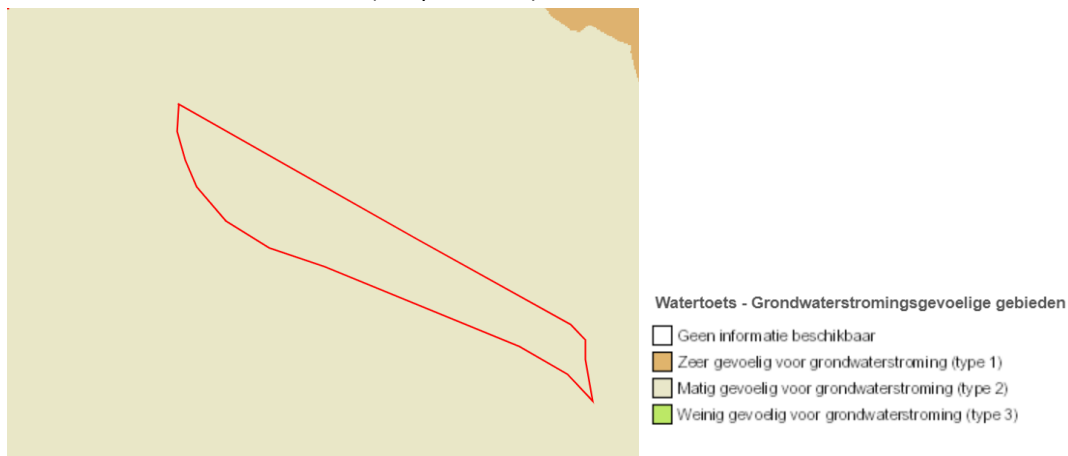 Watertoets - Grondwaterstromingsgevoelige gebieden
Geen informatie beschikbaar
Zeer gevoelig voor grondwaterstroming (type 1)
Matig gevoelig voor grondwaterstroming (type 2)
Weinig gevoelig voor grondwaterstroming (type 3)